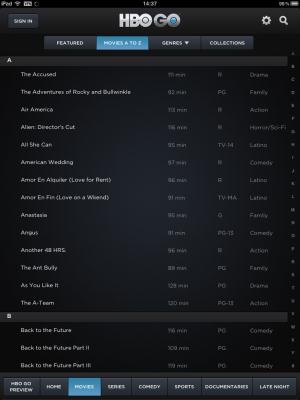 iPad 14:37 98%
SIGN IN HBO GO
FEATURED MOVIES A TO Z GENRES COLLECTIONS
A
The Accused 111 min R Drama
The Adventures of Rocky and Bullwinkle 92 min PG Family
Air America 113 min R Action
Allen: Director's Cut 116 min R Horror/Sci-Fi
All She Can 95 min TV-14 Latino
American Wedding 97 min R Comedy
Amor En Alquiler (Love for Rent) 96 min R Latino
Amor En Fin (Love on a Wkend) 91 min TV-MA Latino
Anastasia 95 min G Family
Angus 91 min PG-13 Comedy
Another 48 HRS. 96 min R Action
The Ant Bully 89 min PG Family
As You Like It 128 min PG Drama
The A-Team 120 min PG-13 Action
B
Back to the Future 116 min PG Comedy
Back to the Future Part II 109 min PG Comedy
Back to the Future Part III 119 min PG Comedy
HBO GO PREVIEW HOME MOVIES SERIES COMEDY SPORTS DOCUMENTARIES LATE NIGHT